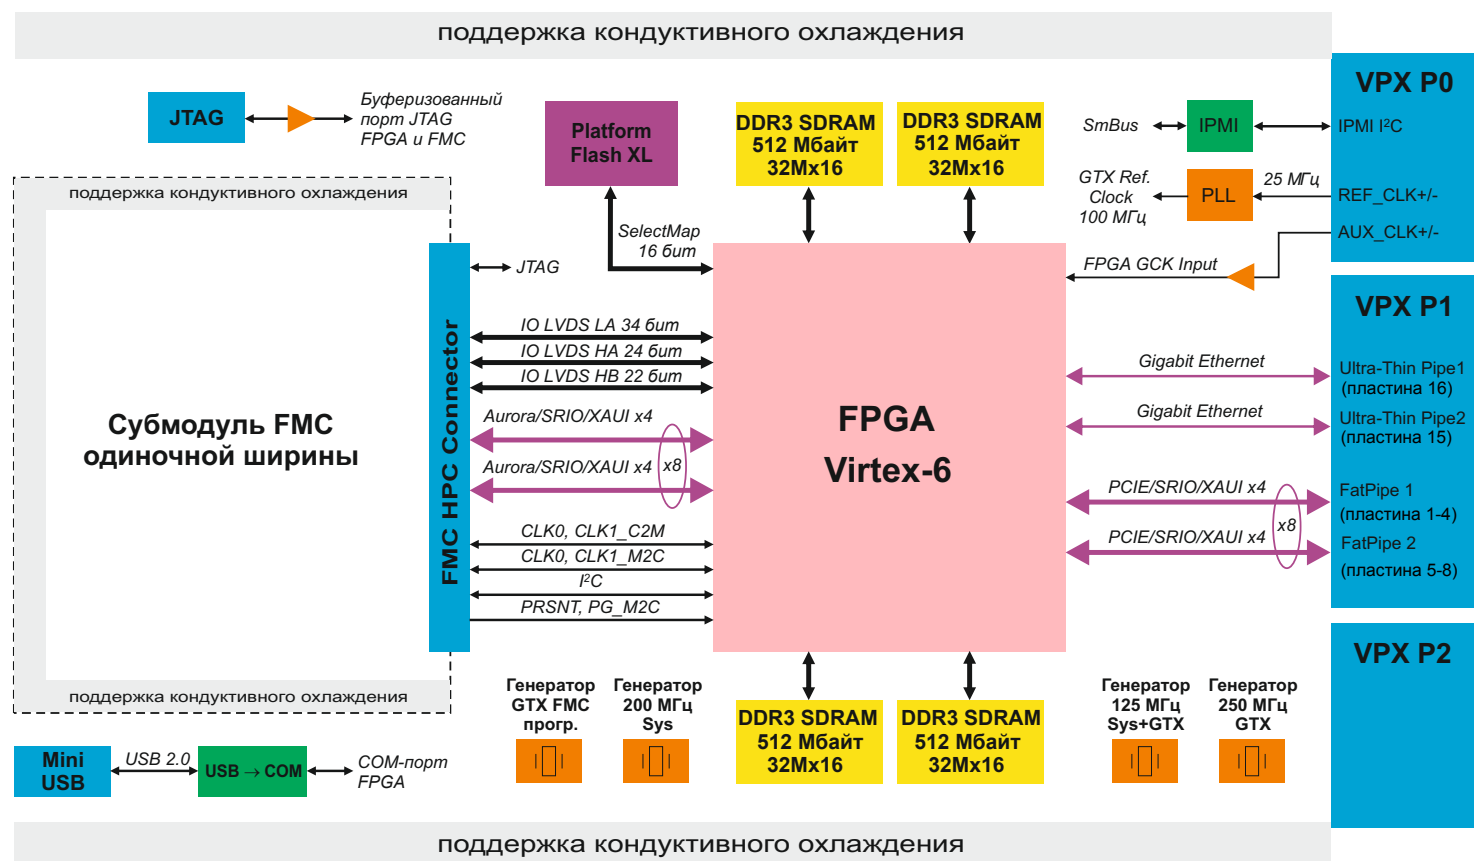 поддержка кондуктивного охлаждения
VPX P0
JTAG
Буферизованный
порт JTAG
FPGA и FMC
Platform
Flash XL
DDR3 SDRAM
512 Мбайт
32Mx16
DDR3 SDRAM
512 Мбайт
32Mx16
SmBus
IPMI
IPMI I²C
GTX Ref.
Clock
100 МГц
PLL
25 МГц
REF_CLK+/-
AUX_CLK+/-
FPGA GCK Input
поддержка кондуктивного охлаждения
SelectMap
16 бит
JTAG
FMC HPC Connector
Субмодуль FMC
одиночной ширины
IO LVDS LA 34 бит
IO LVDS HA 24 бит
IO LVDS HB 22 бит
Aurora/SRIO/XAUI x4
Aurora/SRIO/XAUI x4
x8
CLK0, CLK1_C2M
CLK0, CLK1_M2C
I²C
PRSNT, PG_M2C
FPGA
Virtex-6
VPX P1
Gigabit Ethernet
Ultra-Thin Pipe1
(пластина 16)
Gigabit Ethernet
Ultra-Thin Pipe2
(пластина 15)
PCIE/SRIO/XAUI x4
FatPipe 1
(пластина 1-4)
x8
PCIE/SRIO/XAUI x4
FatPipe 2
(пластина 5-8)
VPX P2
поддержка кондуктивного охлаждения
Генератор
GTX FMC
прогр.
Генератор
200 МГц
Sys
DDR3 SDRAM
512 Мбайт
32Mx16
DDR3 SDRAM
512 Мбайт
32Mx16
Генератор
125 МГц
Sys+GTX
Генератор
250 МГц
GTX
Mini
USB
USB 2.0
USB → COM
COM-порт
FPGA
поддержка кондуктивного охлаждения